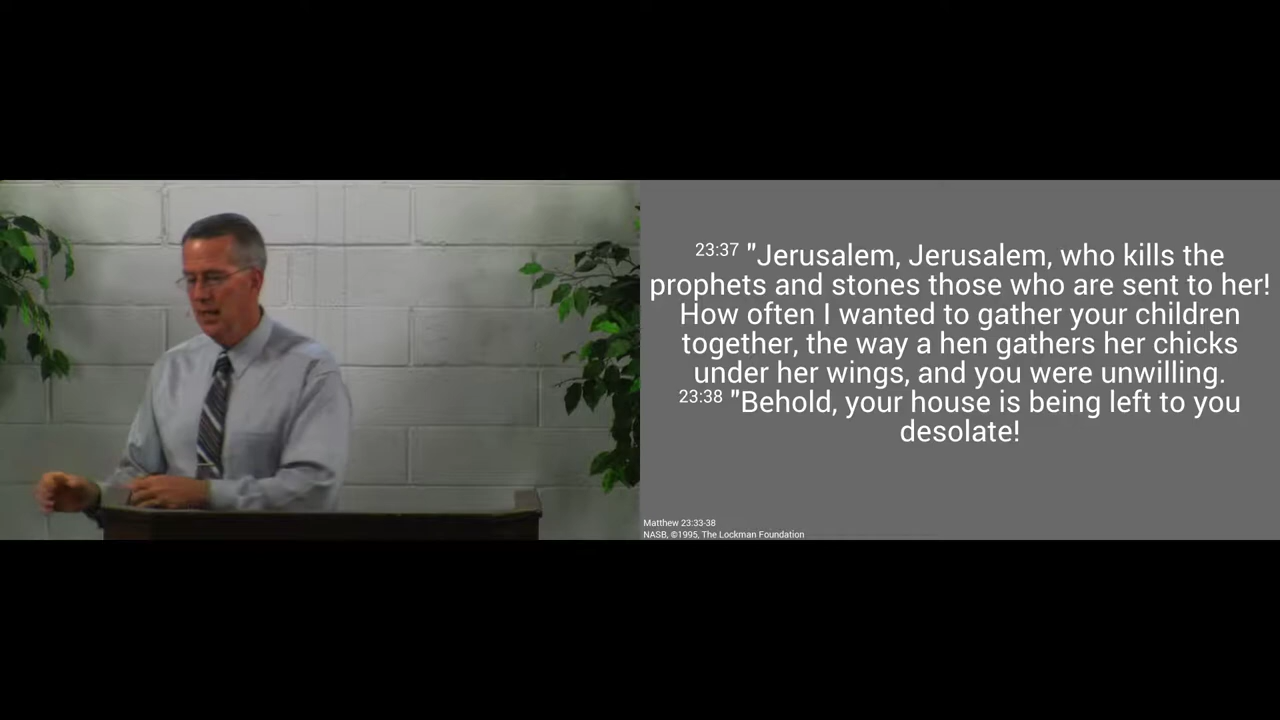 23:37 "Jerusalem, Jerusalem, who kills the
prophets and stones those who are sent to her!
How often I wanted to gather your children
together, the way a hen gathers her chicks
under her wings, and you were unwilling.
23:38 "Behold, your house is being left to you
desolate!
Matthew 23:33-38
NASB, ©1995, The Lockman Foundation